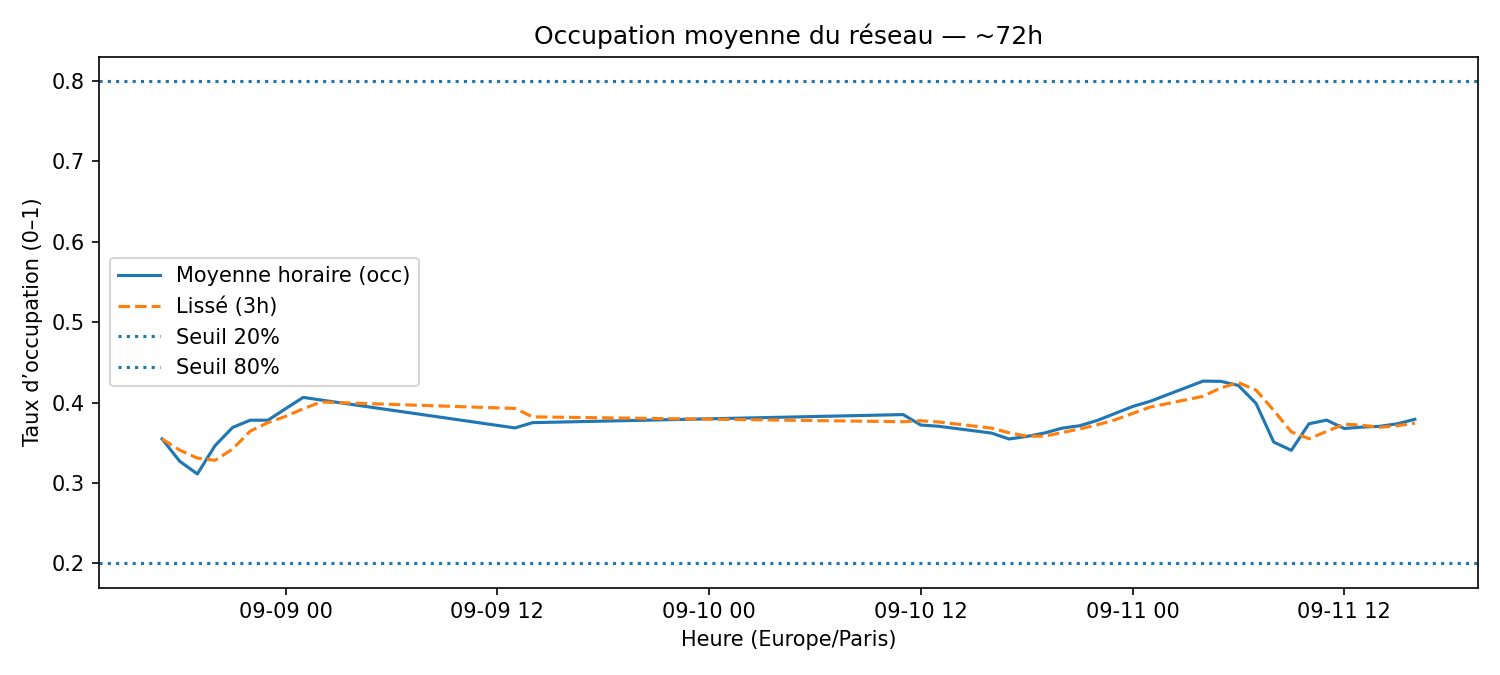 Occupation moyenne du réseau — ~72h
Taux d’occupation (0–1)
0.8
0.7
0.6
0.5
0.4
0.3
0.2
Moyenne horaire (occ)
Lissé (3h)
Seuil 20%
Seuil 80%
09-09 00
09-09 12
09-10 00
09-10 12
09-11 00
09-11 12
Heure (Europe/Paris)